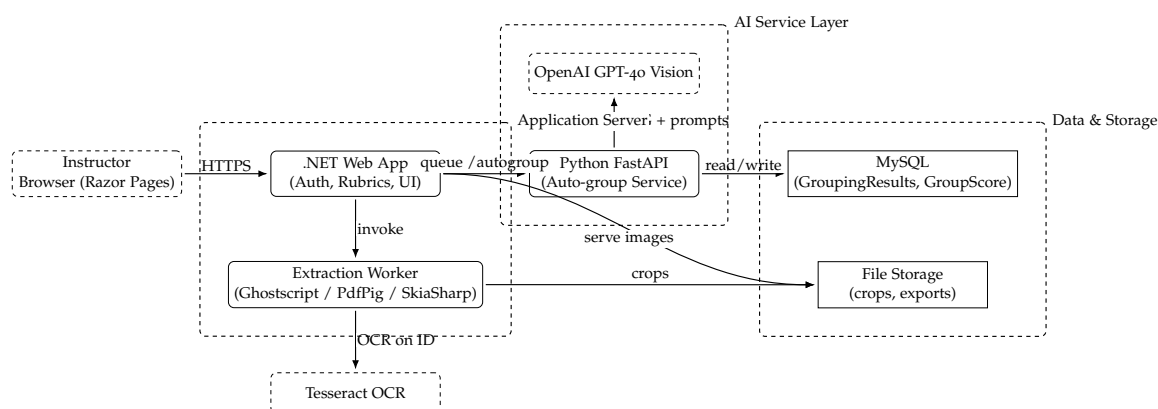 AI Service Layer
OpenAI GPT-4o Vision
Application Server + prompts
Data & Storage
Instructor
Browser (Razor Pages)
HTTPS
.NET Web App
(Auth, Rubrics, UI)
queue /autogroup
Python FastAPI
(Auto-group Service)
read/write
MySQL
(GroupingResults, GroupScore)
invoke
serve images
Extraction Worker
(Ghostscript / PdfPig / SkiaSharp)
crops
File Storage
(crops, exports)
OCR on ID
Tesseract OCR